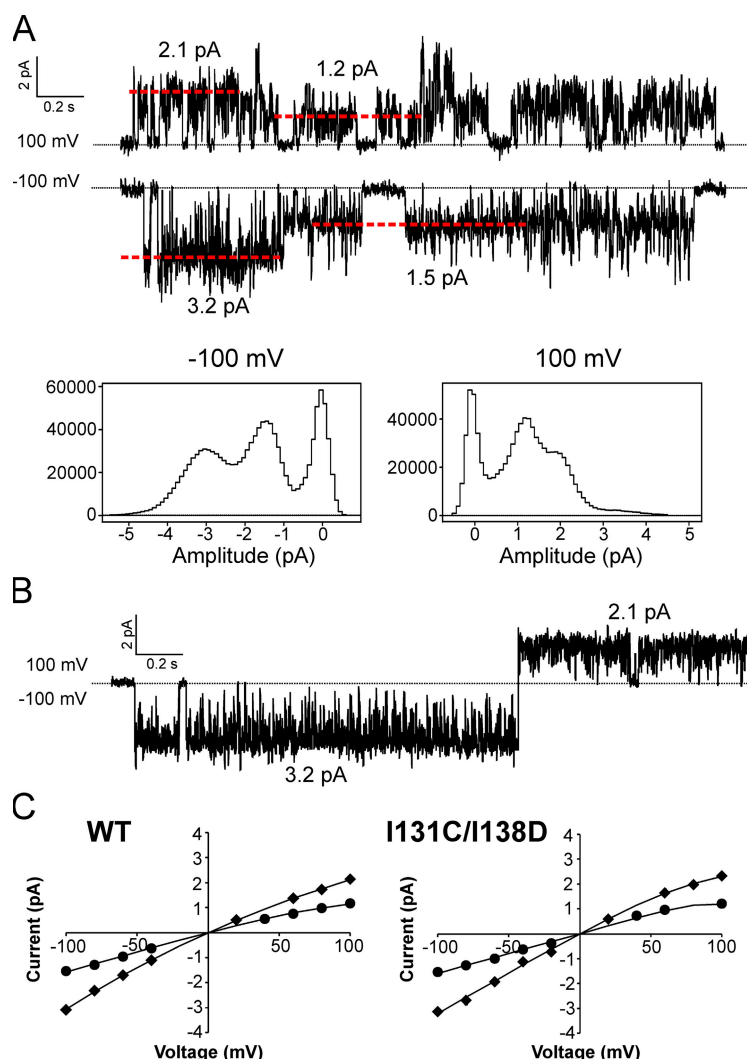 A
2.1 pA
1.2 pA
2 pA
0.2 s
100 mV
-100 mV
3.2 pA
1.5 pA
-100 mV
100 mV
60000
40000
20000
0
-5 -4 -3 -2 -1 0
Amplitude (pA)
40000
20000
0
0 1 2 3 4 5
Amplitude (pA)
B
2 pA
0.2 s
2.1 pA
100 mV
-100 mV
3.2 pA
C
WT
Current (pA)
4
3
2
1
-100 -50 50 100
-1
-2
-3
-4
Voltage (mV)
I131C/I138D
Current (pA)
4
3
2
1
-100 -50 50 100
-1
-2
-3
-4
Voltage (mV)